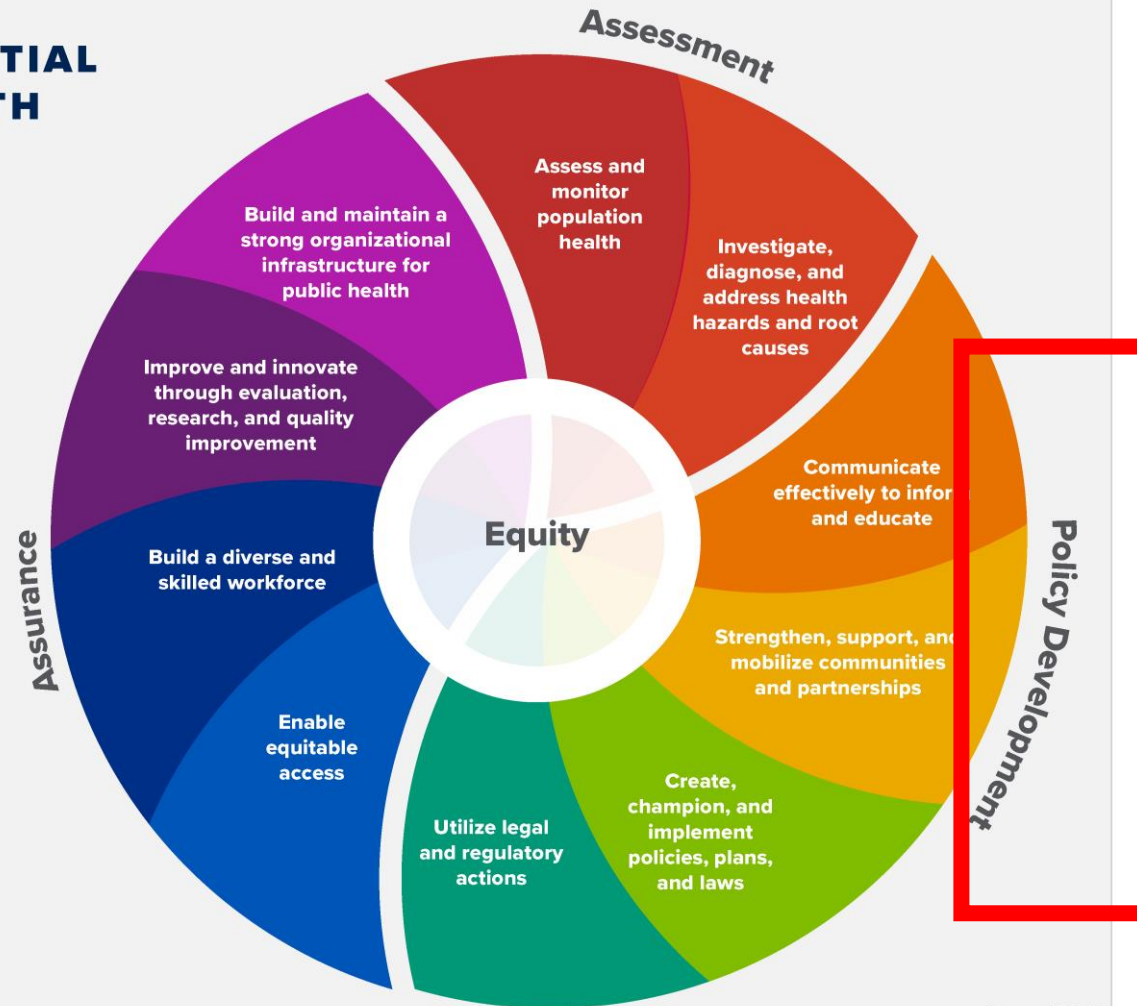 TIAL
TH
Assessment
Assess and
monitor
population
health
Investigate,
diagnose, and
address health
hazards and root
causes
Communicate
effectively to infor
and educate
Strengthen, support, and
mobilize communities
and partnerships
Policy Development
Create,
champion, and
implement
policies, plans,
and laws
Utilize legal
and regulatory
actions
Enable
equitable
access
Build a diverse and
skilled workforce
Assurance
Improve and innovate
through evaluation,
research, and quality
improvement
Build and maintain a
strong organizational
infrastructure for
public health
Equity